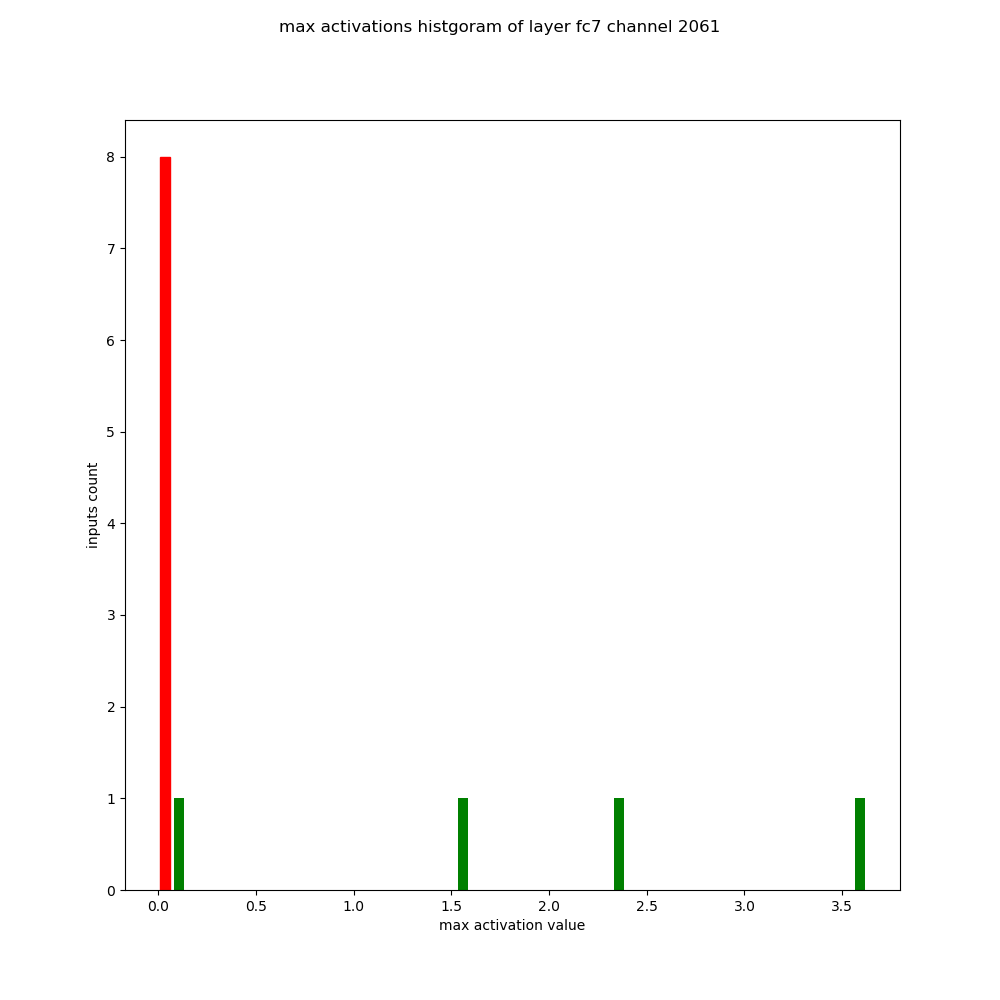 max activations histgoram of layer fc7 channel 2061
8
7
6
5
4
3
2
1
0
inputs count
0.0 0.5 1.0 1.5 2.0 2.5 3.0 3.5
max activation value